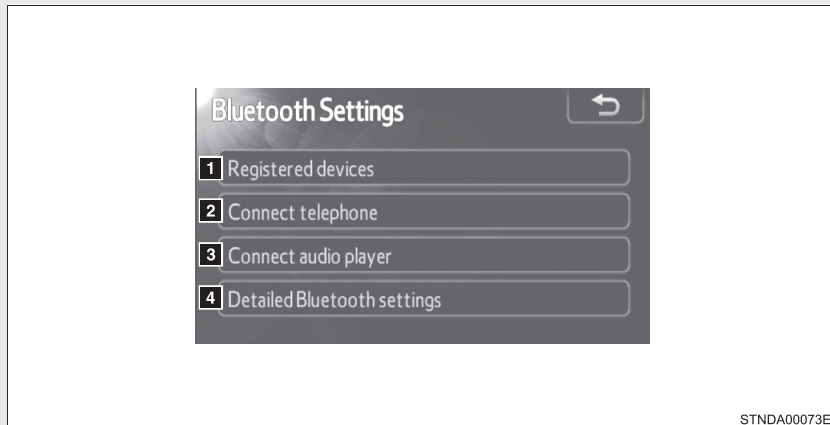 Bluetooth Settings
1 Registered devices
2 Connect telephone
3 Connect audio player
4 Detailed Bluetooth settings
STNDA00073E